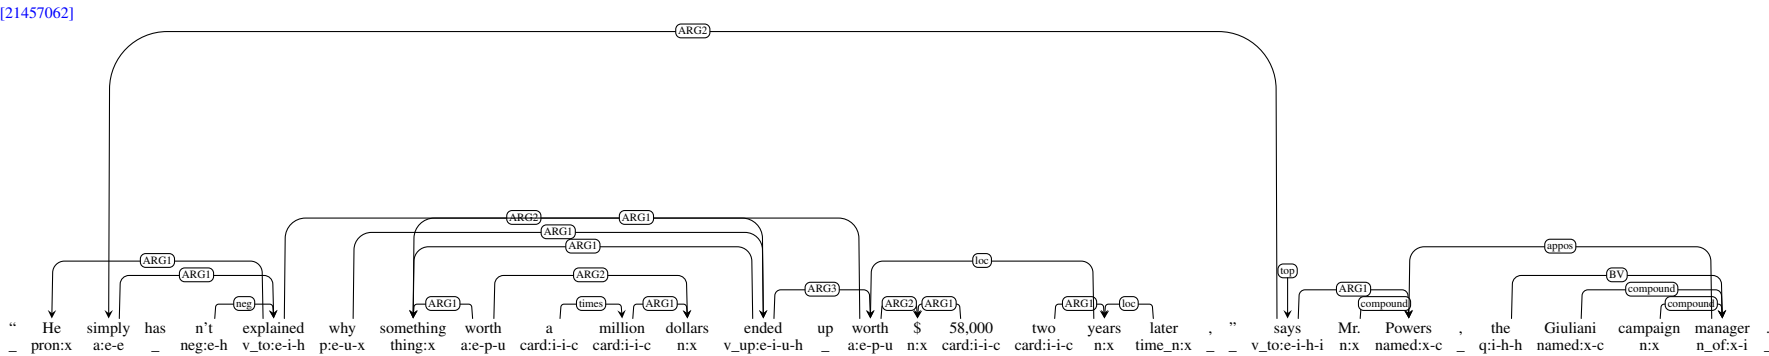 [21457062]
ARG2
ARG2 ARG1
ARG1
ARG1
ARG1 loc appos
ARG1 ARG2 top BV
ARG3 ARG1 compound
neg ARG1 times ARG1 ARG2 ARG1 ARG1 loc compound compound
“ He simply has n't explained why something worth a million dollars ended up worth $ 58,000 two years later , ” says Mr. Powers , the Giuliani campaign manager .
_ pron:x a:e-e _ neg:e-h v_to:e-i-h p:e-u-x thing:x a:e-p-u card:i-i-c card:i-i-c n:x v_up:e-i-u-h _ a:e-p-u n:x card:i-i-c card:i-i-c n:x time_n:x _ _ v_to:e-i-h-i n:x named:x-c _ q:i-h-h named:x-c n:x n_of:x-i _